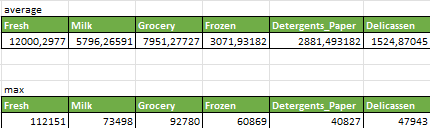 average
Fresh Milk Grocery Frozen Detergents_Paper Delicassen
12000,2977 5796,26591 7951,27727 3071,93182 2881,493182 1524,87045
max
Fresh Milk Grocery Frozen Detergents_Paper Delicassen
112151 73498 92780 60869 40827 47943